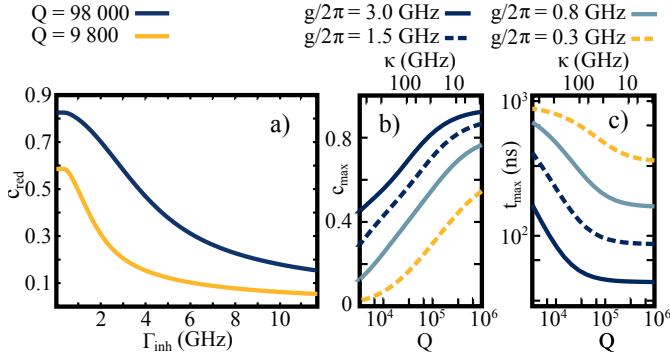 Q = 98 000
Q = 9 800
g/2π = 3.0 GHz
g/2π = 0.8 GHz
g/2π = 1.5 GHz
g/2π = 0.3 GHz
κ (GHz)
κ (GHz)
100 10
100 10
0.9
0.7
0.5
0.3
0.1
c_red
a)
2 4 6 8 10
Γ_inh (GHz)
0.8
0.4
0
c_max
b)
10^4 10^5 10^6
Q
10^3
10^2
t_max (ns)
c)
10^4 10^5 10^6
Q